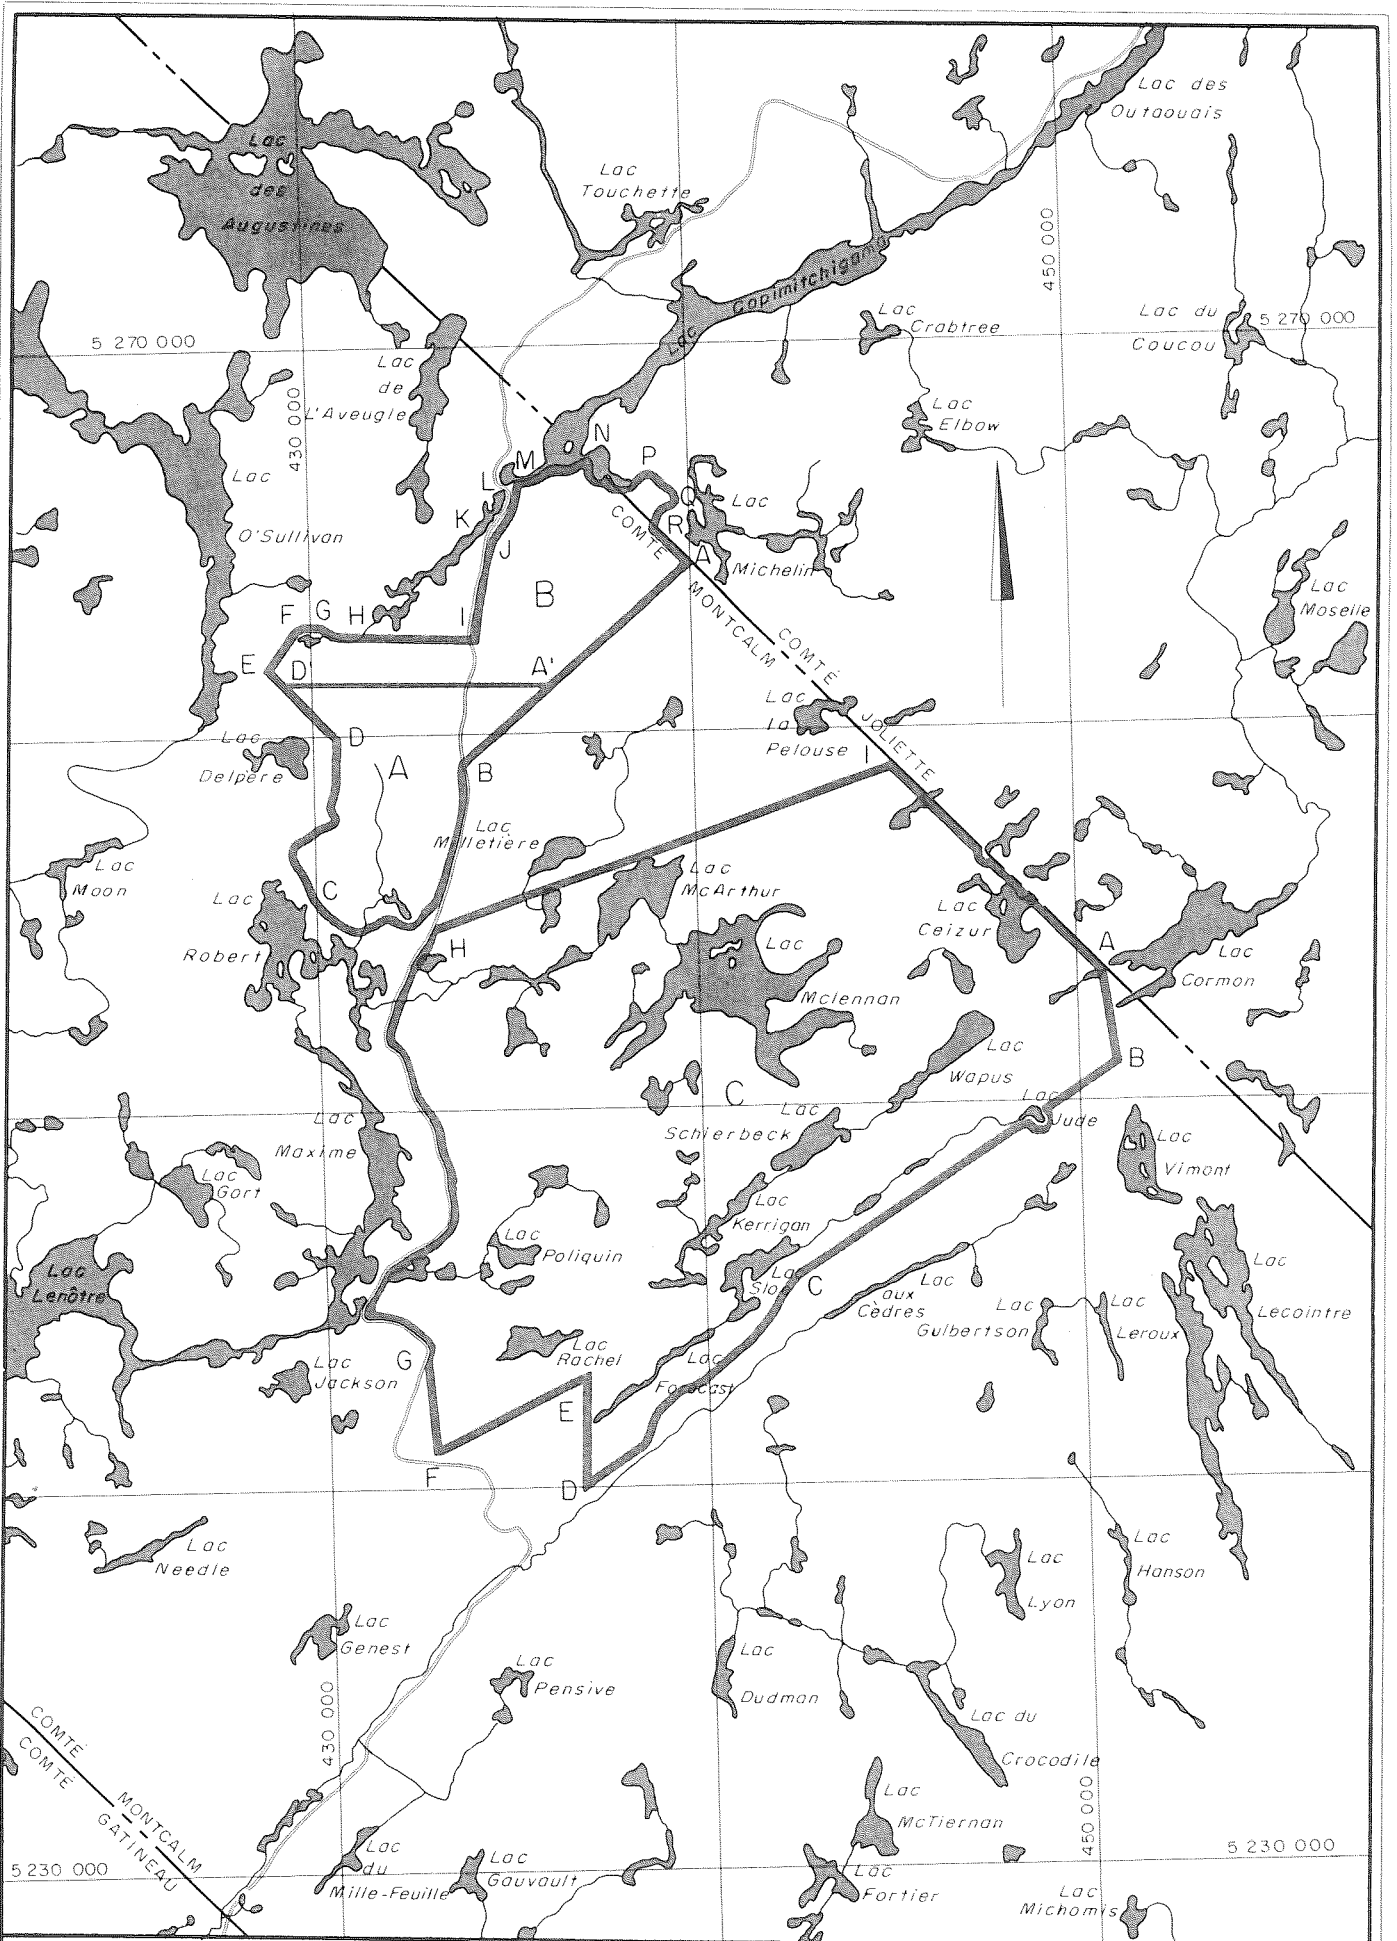 Lac des
Outaouais
Lac
des
Augustines
Lac
Touchette
450 000
Lac Capimitchigama
Lac
Crabtree
Lac du
Coucou
5 270 000
5 270 000
Lac
de
L'Aveugle
430 000
Lac
Elbow
N
M
P
L
Lac
O'Sullivan
Q
Lac
Michelin
K
R
J
A
COMTÉ
MONTCALM
COMTÉ
JOLIETTE
B
Lac
Moselle
F
G
H
I
E
D'
A'
Lac
la
Pelouse
D
Lac
Delpère
A
B
I
Lac
Milletière
Lac
Moon
Lac
McArthur
C
Lac
Robert
Lac
Ceizur
H
Lac
Mclennan
A
Lac
Cormon
Lac
Wapus
B
C
Lac
Jude
Lac
Maxime
Lac
Schierbeck
Lac
Vimont
Lac
Gort
Lac
Kerrigan
Lac
Poliquin
Lac
Lenôtre
Lac
C
Lac
aux
Cèdres
Lac
Gulbertson
Lac
Leroux
Lac
Lecointre
Lac
Rachel
Lac
G
Lac
Jackson
E
F
D
Lac
Needle
Lac
Hanson
Lac
Lyon
Lac
Genest
Lac
Pensive
Lac
Dudman
Lac du
Crocodile
430 000
COMTÉ
COMTÉ
MONTCALM
GATINEAU
Lac
McTiernan
450 000
5 230 000
5 230 000
Lac
du
Mille-Feuille
Lac
Gauvault
Lac
Fortier
Lac
Michomis